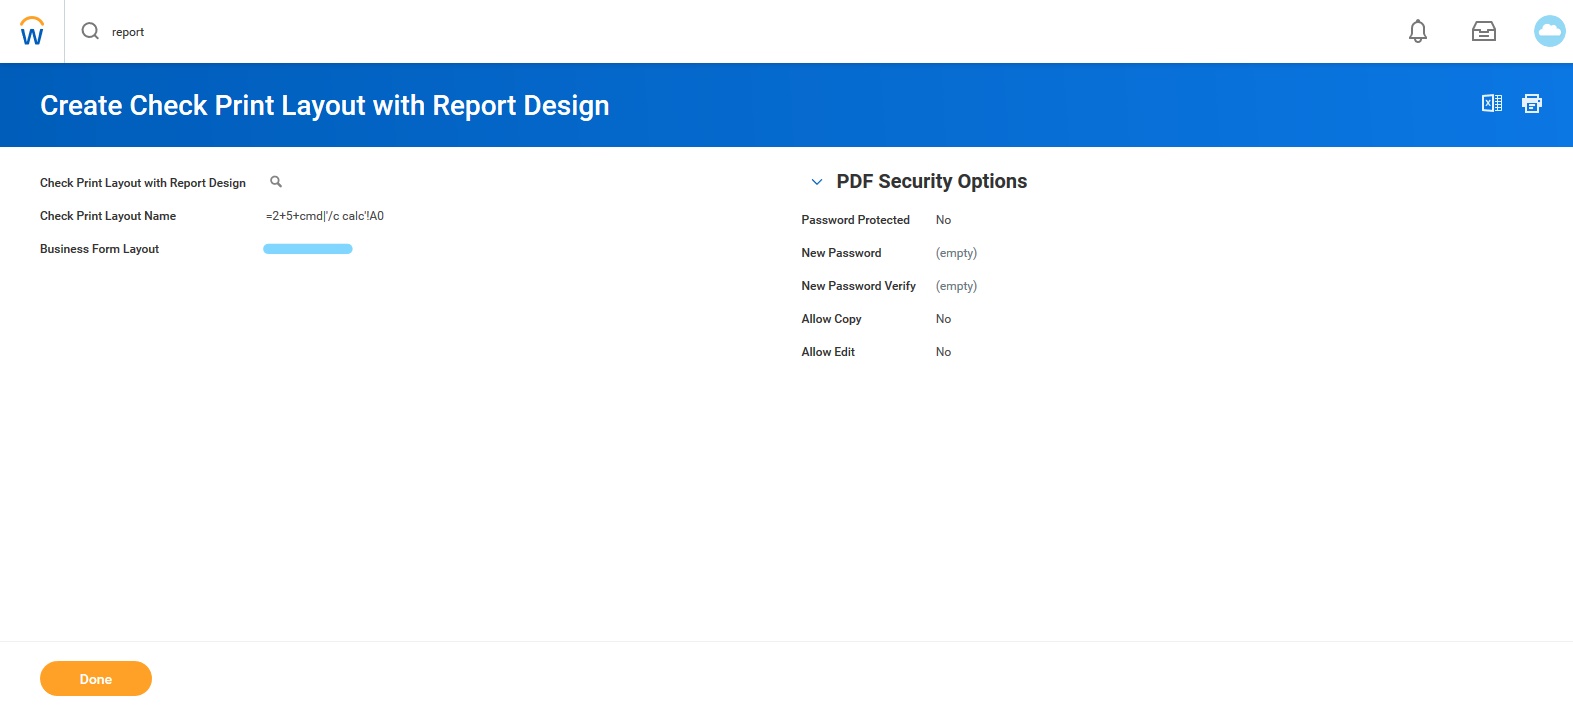 W
report
Create Check Print Layout with Report Design
Check Print Layout with Report Design
Check Print Layout Name =2+5+cmd|'/c calc'!A0
Business Form Layout
PDF Security Options
Password Protected No
New Password (empty)
New Password Verify (empty)
Allow Copy No
Allow Edit No
Done